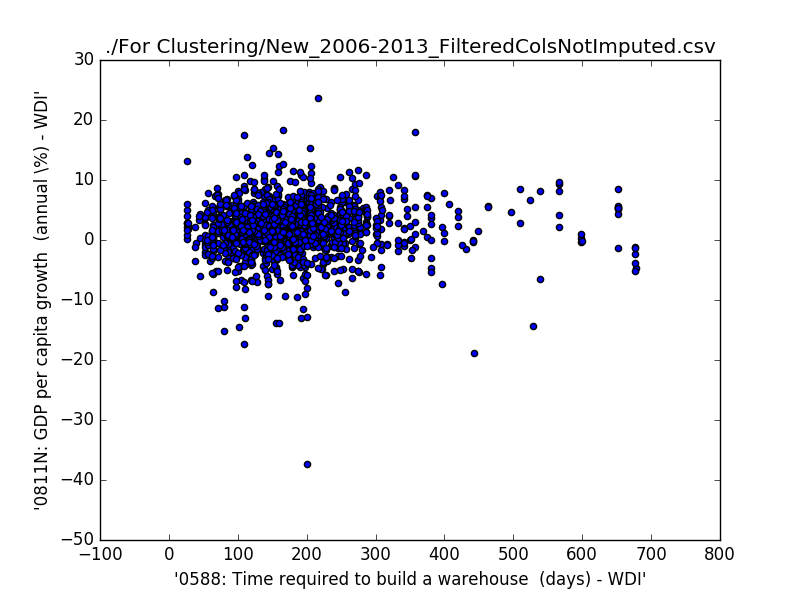 ./For Clustering/New_2006-2013_FilteredColsNotImputed.csv
30
20
10
0
−10
−20
−30
−40
−50
'0811N: GDP per capita growth  (annual \%) - WDI'
−100 0 100 200 300 400 500 600 700 800
'0588: Time required to build a warehouse  (days) - WDI'